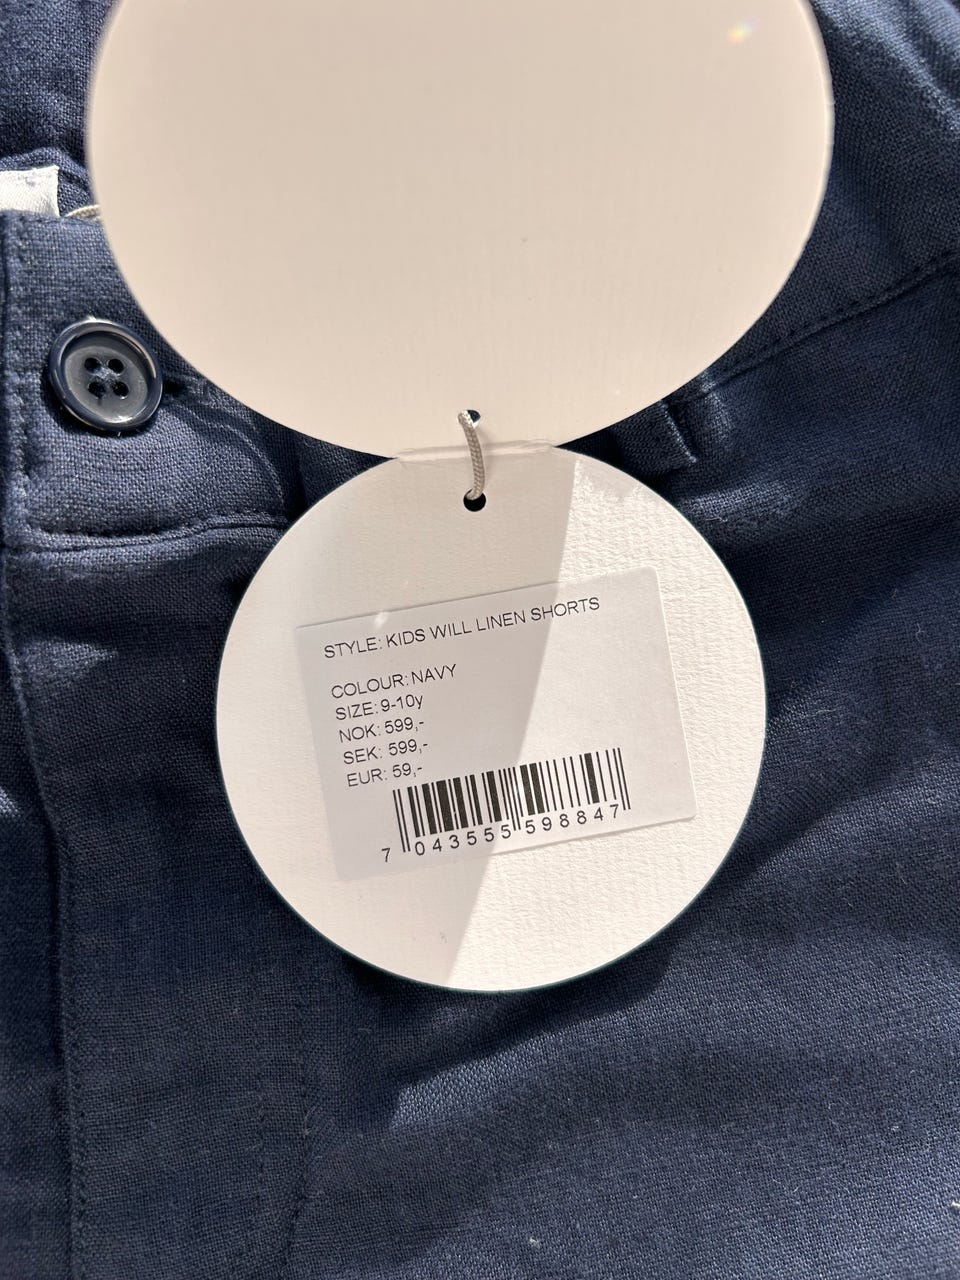 STYLE: KIDS WILL LINEN SHORTS
COLOUR: NAVY
SIZE: 9-10y
NOK: 599,-
SEK: 599,-
EUR: 59,-
7 043555 598847